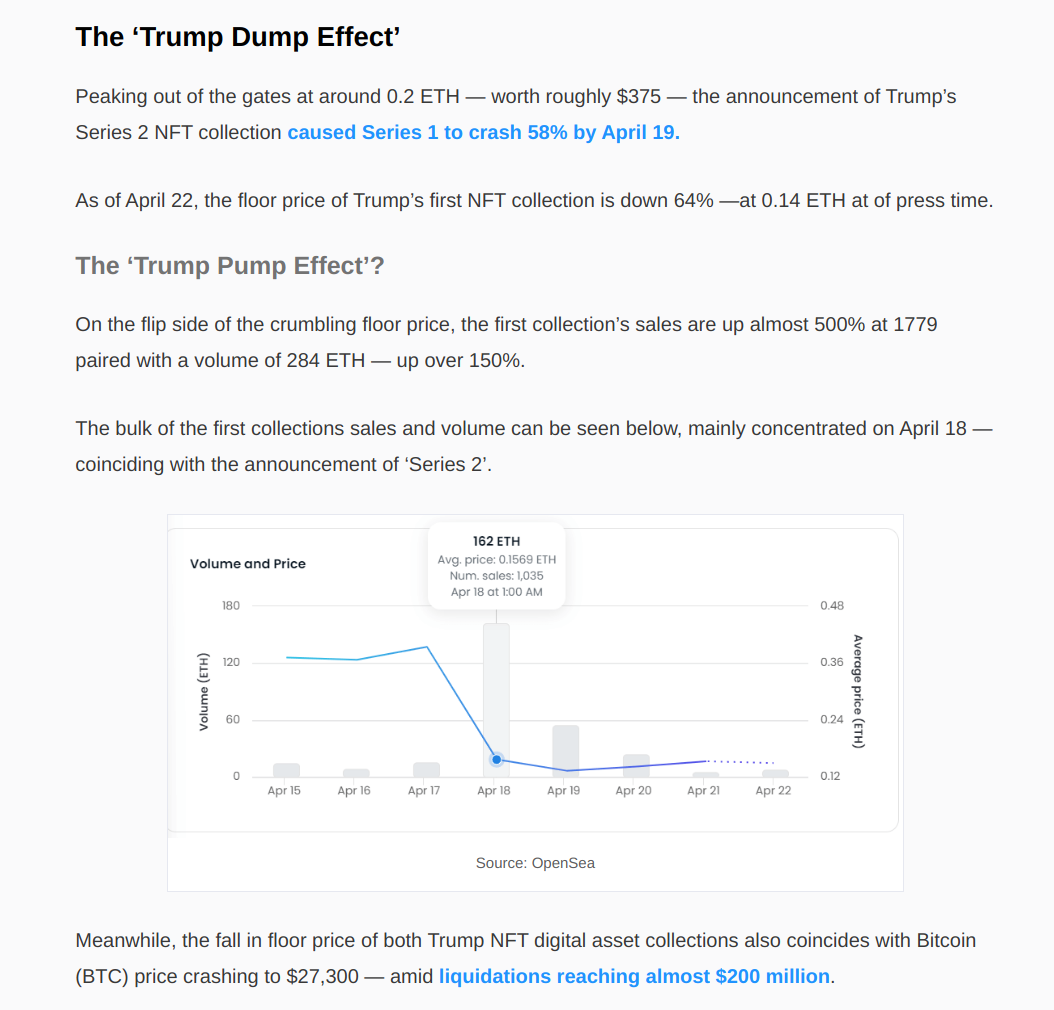 The ‘Trump Dump Effect’
Peaking out of the gates at around 0.2 ETH — worth roughly $375 — the announcement of Trump’s
Series 2 NFT collection caused Series 1 to crash 58% by April 19.
As of April 22, the floor price of Trump’s first NFT collection is down 64% —at 0.14 ETH at of press time.
The ‘Trump Pump Effect’?
On the flip side of the crumbling floor price, the first collection’s sales are up almost 500% at 1779
paired with a volume of 284 ETH — up over 150%.
The bulk of the first collections sales and volume can be seen below, mainly concentrated on April 18 —
coinciding with the announcement of ‘Series 2’.
162 ETH
Avg. price: 0.1569 ETH
Num. sales: 1,035
Apr 18 at 1:00 AM
Volume and Price
180
0.48
120
0.36
60
0.24
0
0.12
Volume (ETH)
Average price (ETH)
Apr 15 Apr 16 Apr 17 Apr 18 Apr 19 Apr 20 Apr 21 Apr 22
Source: OpenSea
Meanwhile, the fall in floor price of both Trump NFT digital asset collections also coincides with Bitcoin
(BTC) price crashing to $27,300 — amid liquidations reaching almost $200 million.